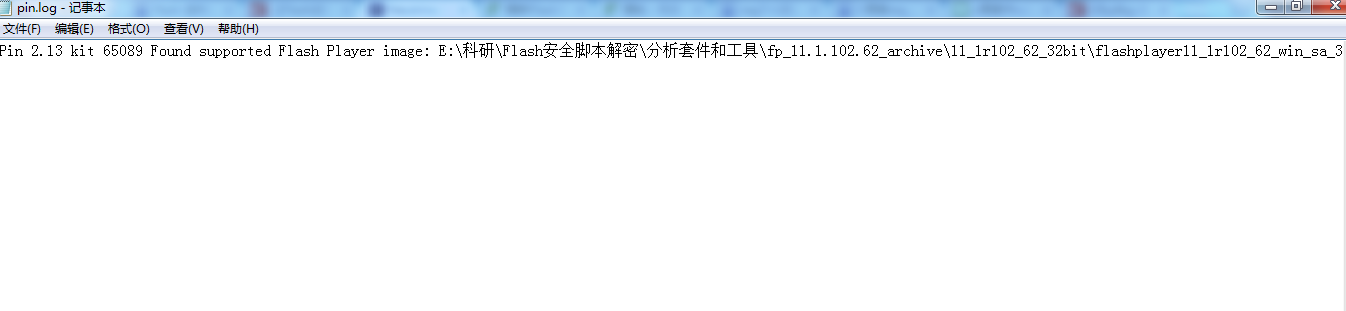 pin.log - 记事本
文件(F) 编辑(E) 格式(O) 查看(V) 帮助(H)
Pin 2.13 kit 65089 Found supported Flash Player image: E:\科研\Flash安全脚本解密\分析套件和工具\fp_11.1.102.62_archive\11_1r102_62_32bit\flashplayer11_1r102_62_win_sa_3